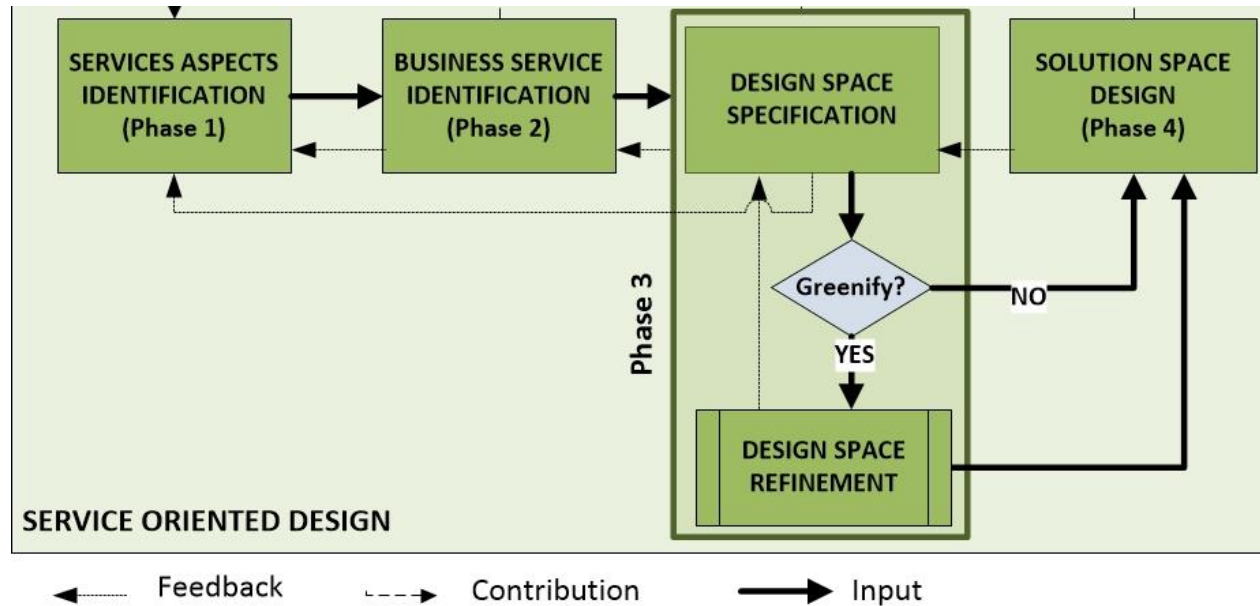 SERVICES ASPECTS
IDENTIFICATION
(Phase 1)
BUSINESS SERVICE
IDENTIFICATION
(Phase 2)
DESIGN SPACE
SPECIFICATION
SOLUTION SPACE
DESIGN
(Phase 4)
Phase 3
Greenify?
NO
YES
DESIGN SPACE
REFINEMENT
SERVICE ORIENTED DESIGN
Feedback
Contribution
Input